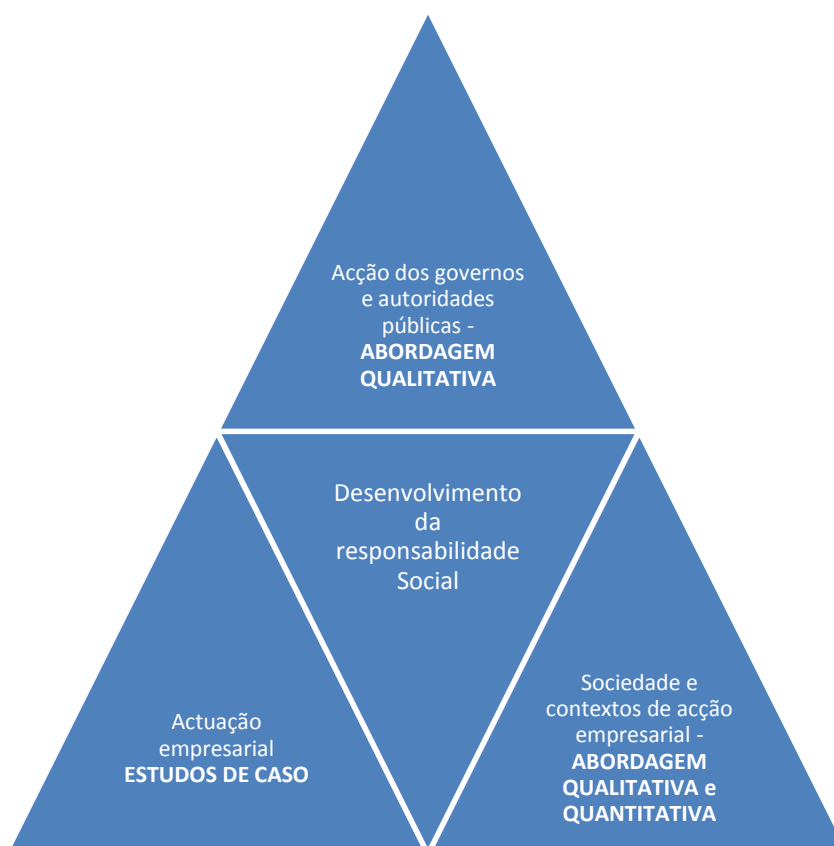 Acção dos governos
e autoridades
públicas -
ABORDAGEM
QUALITATIVA
Desenvolvimento
da
responsabilidade
Social
Actuação
empresarial
ESTUDOS DE CASO
Sociedade e
contextos de acção
empresarial -
ABORDAGEM
QUALITATIVA e
QUANTITATIVA